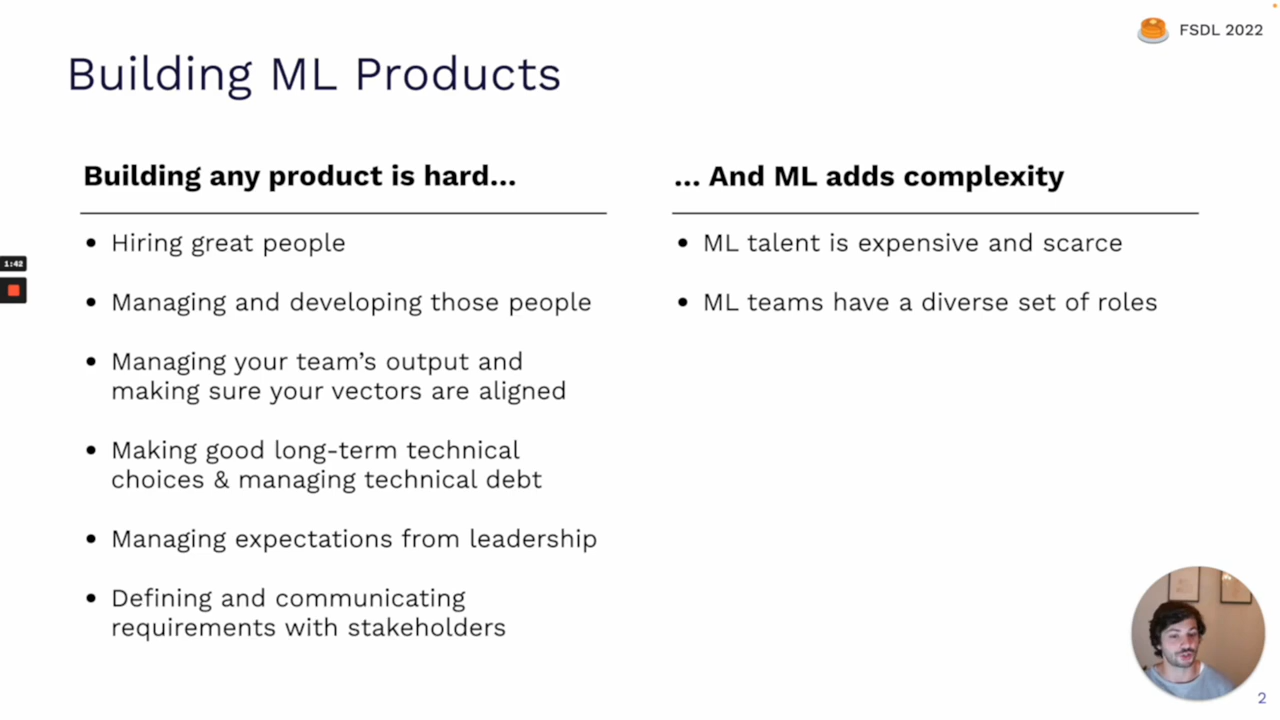 FSDL 2022
Building ML Products
Building any product is hard...
• Hiring great people
• Managing and developing those people
• Managing your team's output and
making sure your vectors are aligned
• Making good long-term technical
choices & managing technical debt
• Managing expectations from leadership
• Defining and communicating
requirements with stakeholders
... And ML adds complexity
• ML talent is expensive and scarce
• ML teams have a diverse set of roles
1:42
2